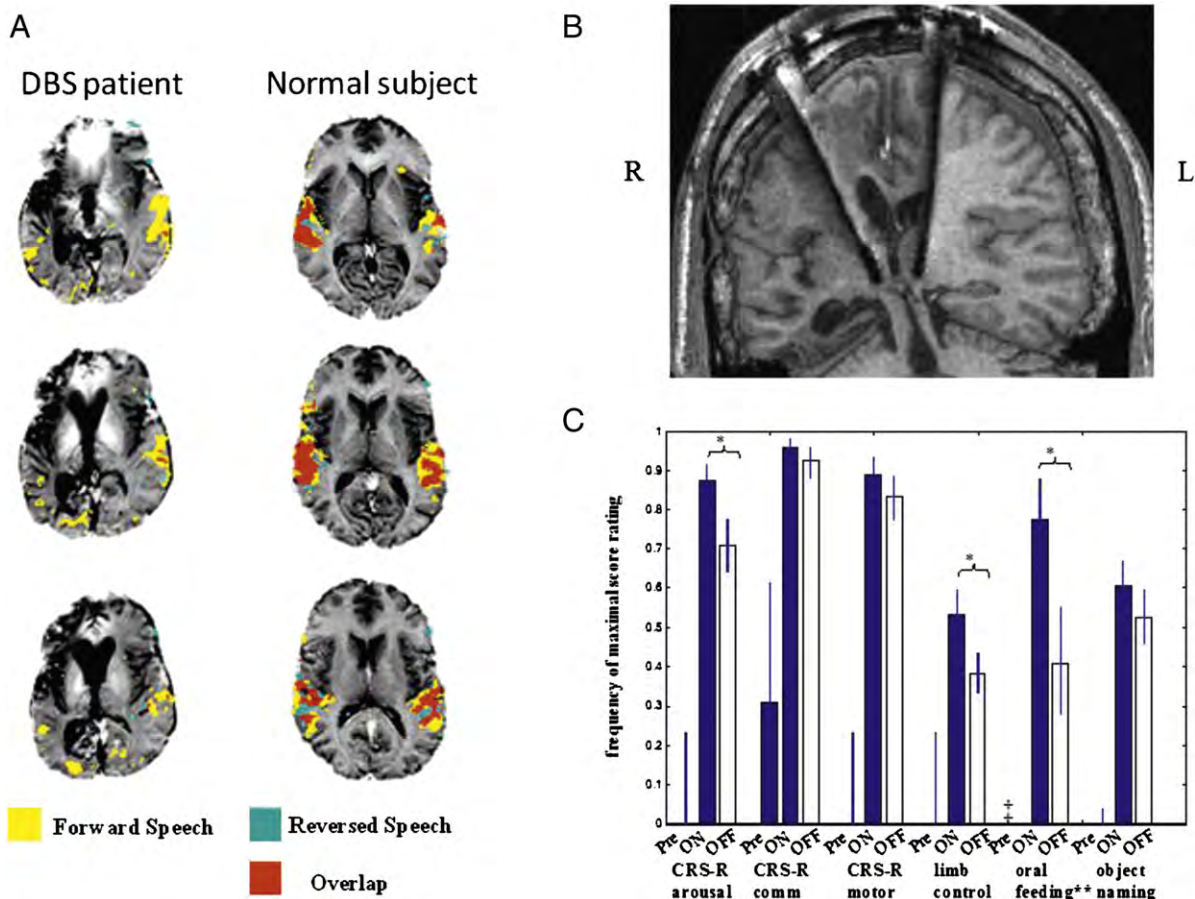 A
DBS patient
Normal subject
Forward Speech
Reversed Speech
Overlap
B
R
L
C
frequency of maximal score rating
1
0.9
0.8
0.7
0.6
0.5
0.4
0.3
0.2
0.1
0
*
*
*
‡
Pre ON OFF Pre ON OFF Pre ON OFF Pre ON OFF Pre ON OFF Pre ON OFF
CRS-R CRS-R CRS-R limb oral object
arousal comm motor control feeding** naming